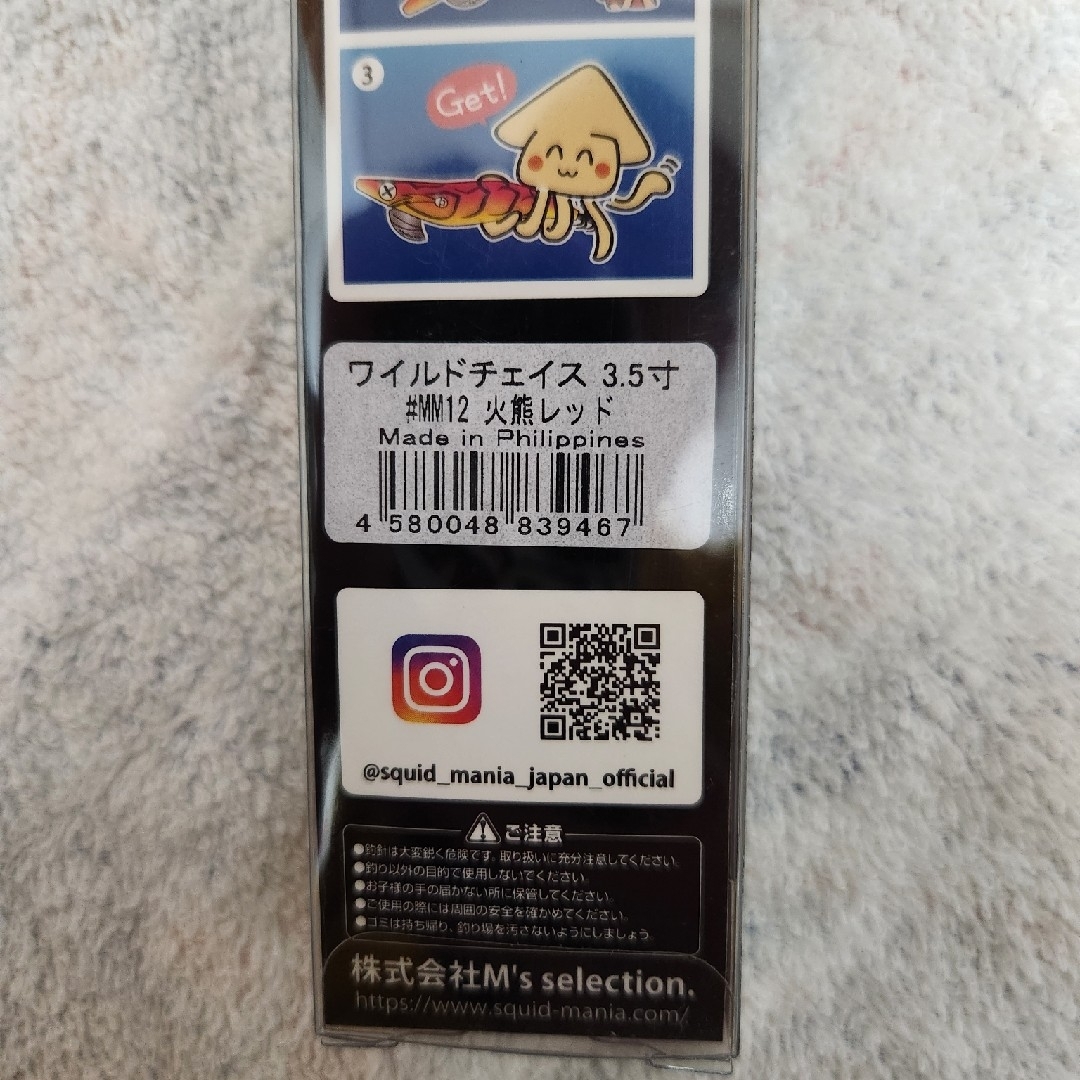 3
Get!
ワイルドチェイス 3.5寸
#MM12 火熊レッド
Made in Philippines
4 580048 839467
@squid_mania_japan_official
ご注意
●釣針は大変鋭く危険です。取り扱いに充分注意してください。
●釣り以外の目的で使用しないでください。
●お子様の手の届かない所に保管してください。
●ご使用の際には周囲の安全を確かめてください。
●ゴミは持ち帰り、釣り場を汚さないようにしましょう。
株式会社M's selection.
https://www.squid-mania.com/